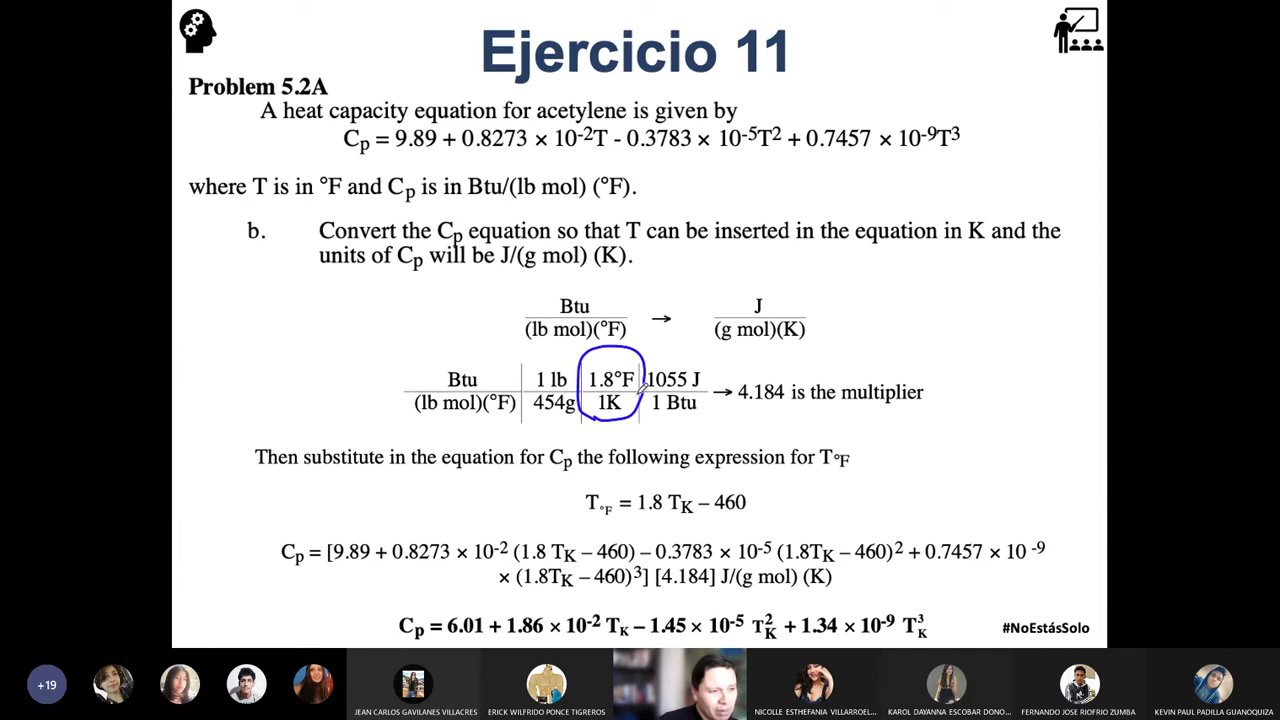 Ejercicio 11
Problem 5.2A
A heat capacity equation for acetylene is given by
Cp = 9.89 + 0.8273 × 10-2T - 0.3783 × 10-5T2 + 0.7457 × 10-9T3
where T is in °F and Cp is in Btu/(lb mol) (°F).
b. Convert the Cp equation so that T can be inserted in the equation in K and the
units of Cp will be J/(g mol) (K).
Btu → J
(lb mol)(°F) (g mol)(K)
Btu 1 lb 1.8°F 1055 J → 4.184 is the multiplier
(lb mol)(°F) 454g 1K 1 Btu
Then substitute in the equation for Cp the following expression for T°F
T°F = 1.8 TK – 460
Cp = [9.89 + 0.8273 × 10-2 (1.8 TK – 460) – 0.3783 × 10-5 (1.8TK – 460)2 + 0.7457 × 10 -9
× (1.8TK – 460)3] [4.184] J/(g mol) (K)
Cp = 6.01 + 1.86 × 10-2 TK – 1.45 × 10-5 T2K + 1.34 × 10-9 T3K
#NoEstásSolo
+19
JEAN CARLOS GAVILANES VILLACRES
ERICK WILFRIDO PONCE TIGREROS
NICOLLE ESTHEFANIA VILLARROEL...
KAROL DAYANNA ESCOBAR DONO...
FERNANDO JOSE RIOFRIO ZUMBA
KEVIN PAUL PADILLA GUANOQUIZA